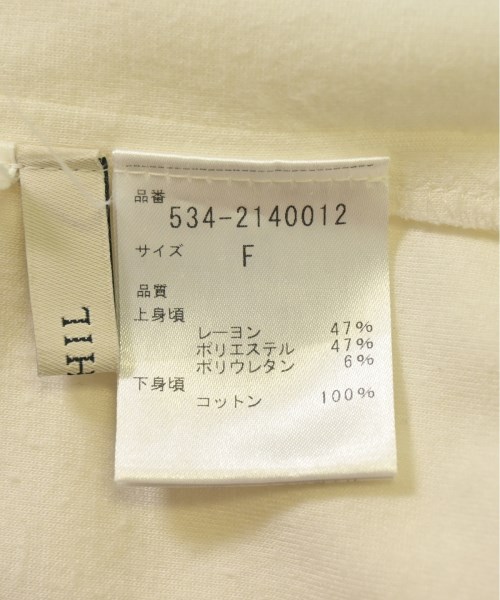 品番
534-2140012
サイズ
F
品質
上身頃
レーヨン 47%
ポリエステル 47%
ポリウレタン 6%
下身頃
コットン 100%
HIL